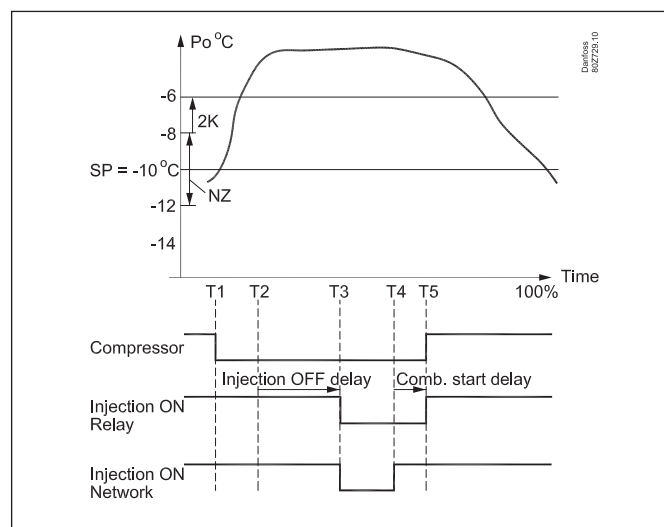 Po °C
Danfoss
80Z729.10
-6
2K
-8
SP = -10 °C
NZ
-12
-14
Time
T1 T2 T3 T4 T5 100%
Compressor
Injection OFF delay Comb. start delay
Injection ON
Relay
Injection ON
Network